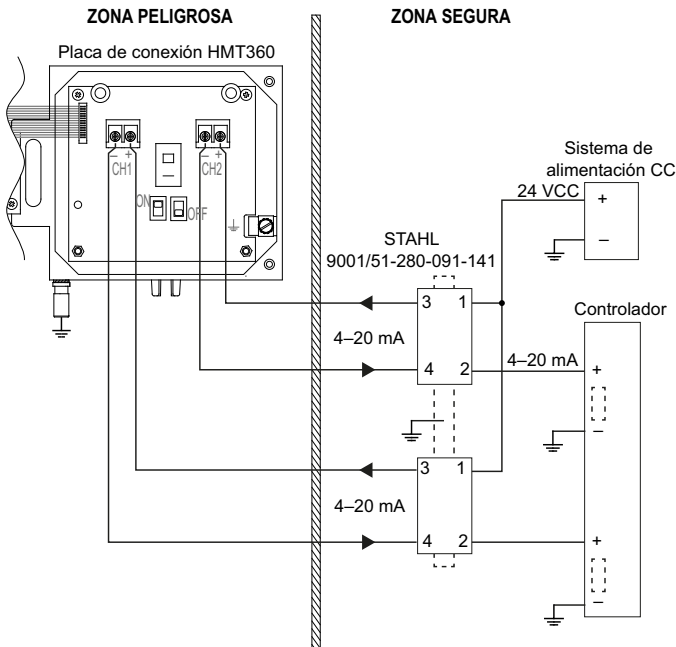 ZONA PELIGROSA
ZONA SEGURA
Placa de conexión HMT360
– +
CH1
– +
CH2
ON
OFF
Sistema de
alimentación CC
24 VCC
+
–
STAHL
9001/51-280-091-141
3 1
4–20 mA
4 2
4–20 mA
Controlador
+
–
3 1
4–20 mA
4 2
+
–